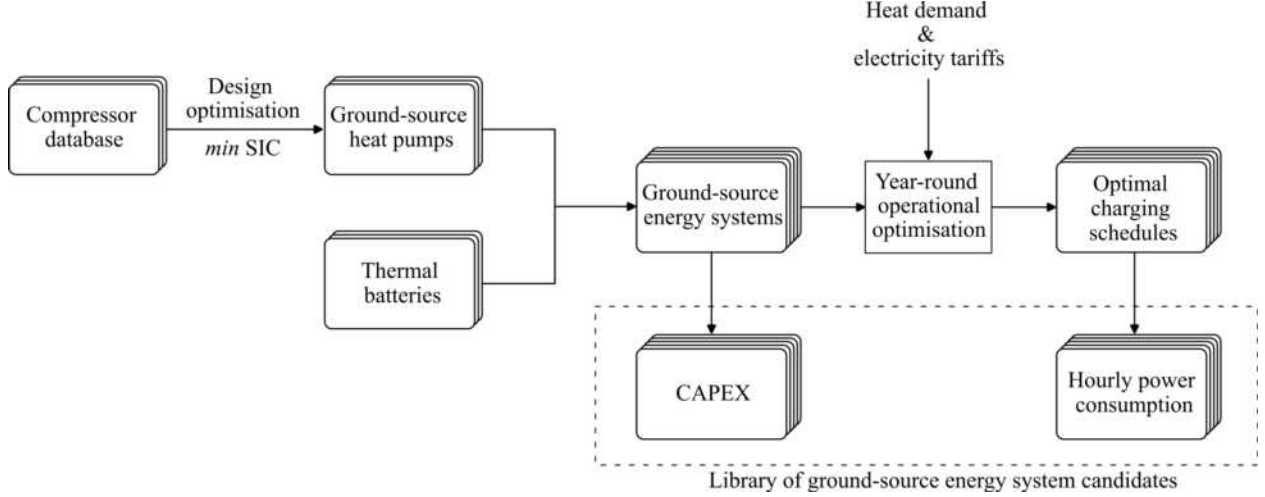 Heat demand
&
electricity tariffs
Compressor
database
Design
optimisation
min SIC
Ground-source
heat pumps
Thermal
batteries
Ground-source
energy systems
Year-round
operational
optimisation
Optimal
charging
schedules
CAPEX
Hourly power
consumption
Library of ground-source energy system candidates